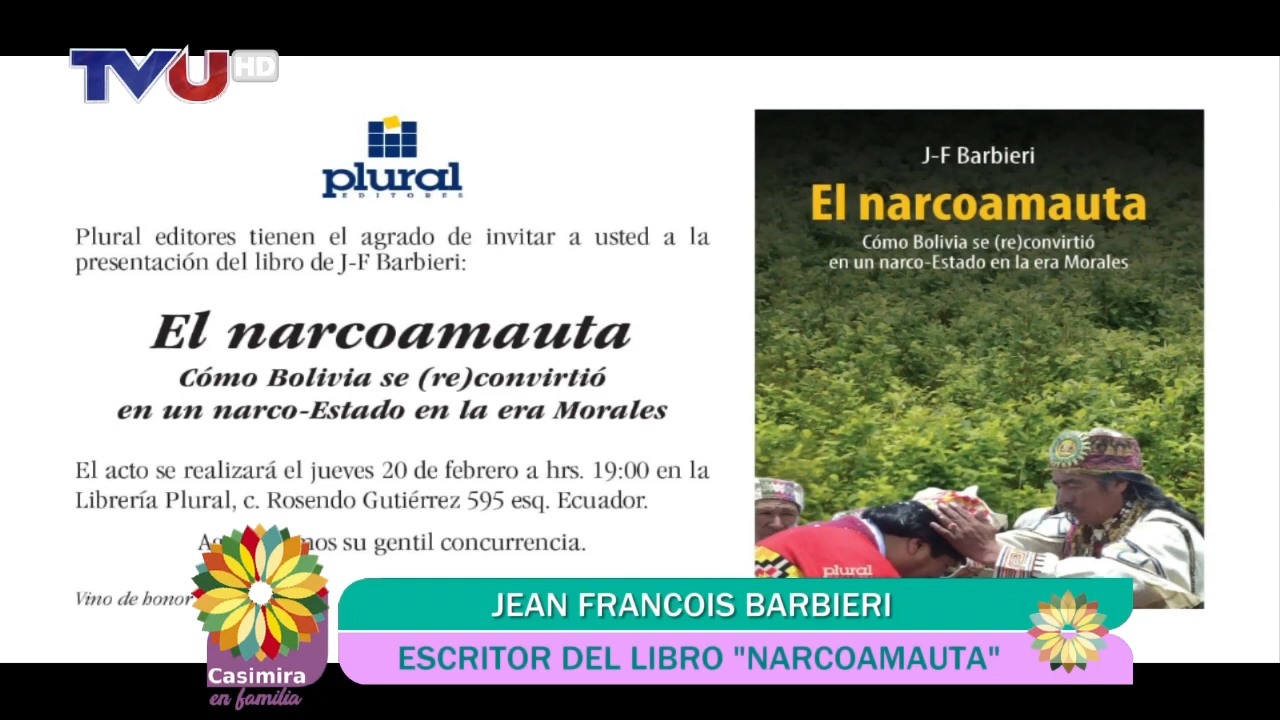 TVU HD
plural
EDITORES
Plural editores tienen el agrado de invitar a usted a la
presentación del libro de J-F Barbieri:
El narcoamauta
Cómo Bolivia se (re)convirtió
en un narco-Estado en la era Morales
El acto se realizará el jueves 20 de febrero a hrs. 19:00 en la
Librería Plural, c. Rosendo Gutiérrez 595 esq. Ecuador.
su gentil concurrencia.
Vino de honor
J-F Barbieri
El narcoamauta
Cómo Bolivia se (re)convirtió
en un narco-Estado en la era Morales
plural
JEAN FRANCOIS BARBIERI
ESCRITOR DEL LIBRO "NARCOAMAUTA"
Casimira
en familia